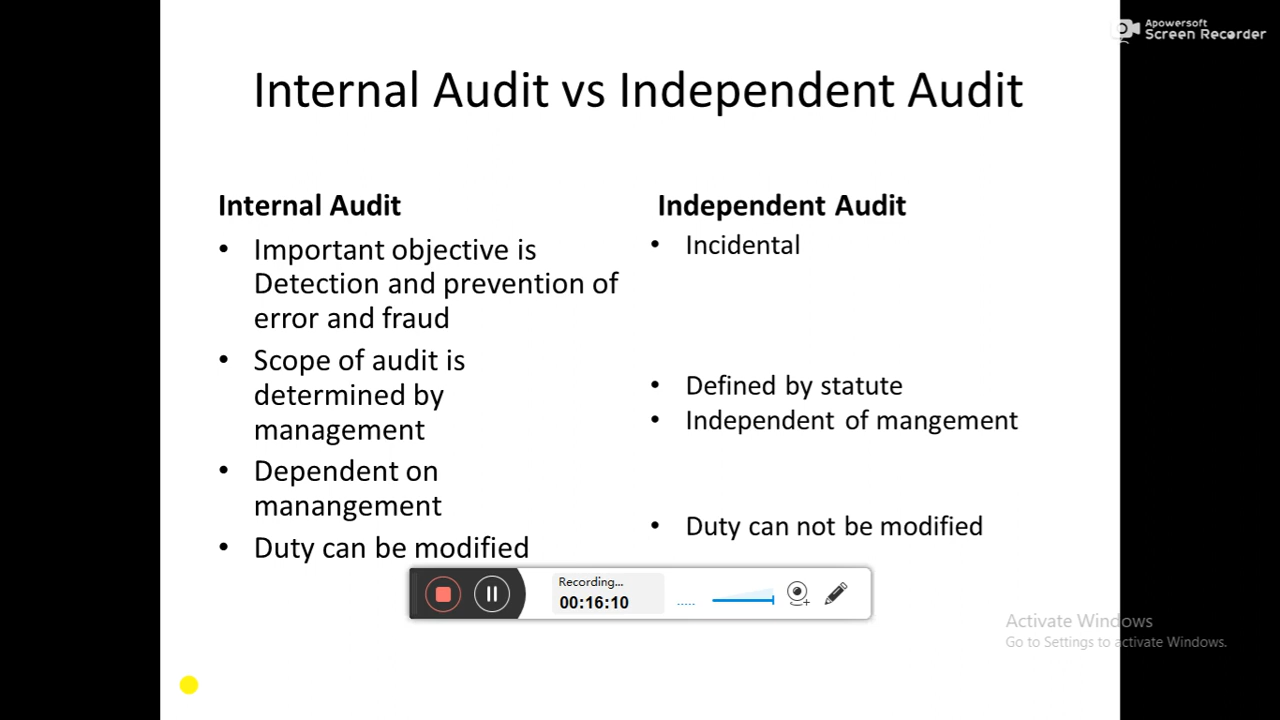 Apowersoft
Screen Recorder
Internal Audit vs Independent Audit
Internal Audit
• Important objective is
Detection and prevention of
error and fraud
• Scope of audit is
determined by
management
• Dependent on
manangement
• Duty can be modified
Independent Audit
• Incidental
• Defined by statute
• Independent of mangement
• Duty can not be modified
Recording...
00:16:10
Activate Windows
Go to Settings to activate Windows.